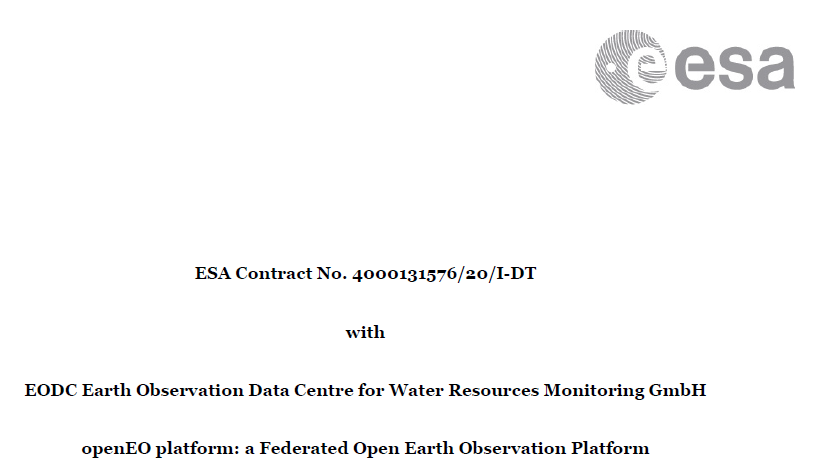 esa
ESA Contract No. 4000131576/20/I-DT
with
EODC Earth Observation Data Centre for Water Resources Monitoring GmbH
openEO platform: a Federated Open Earth Observation Platform